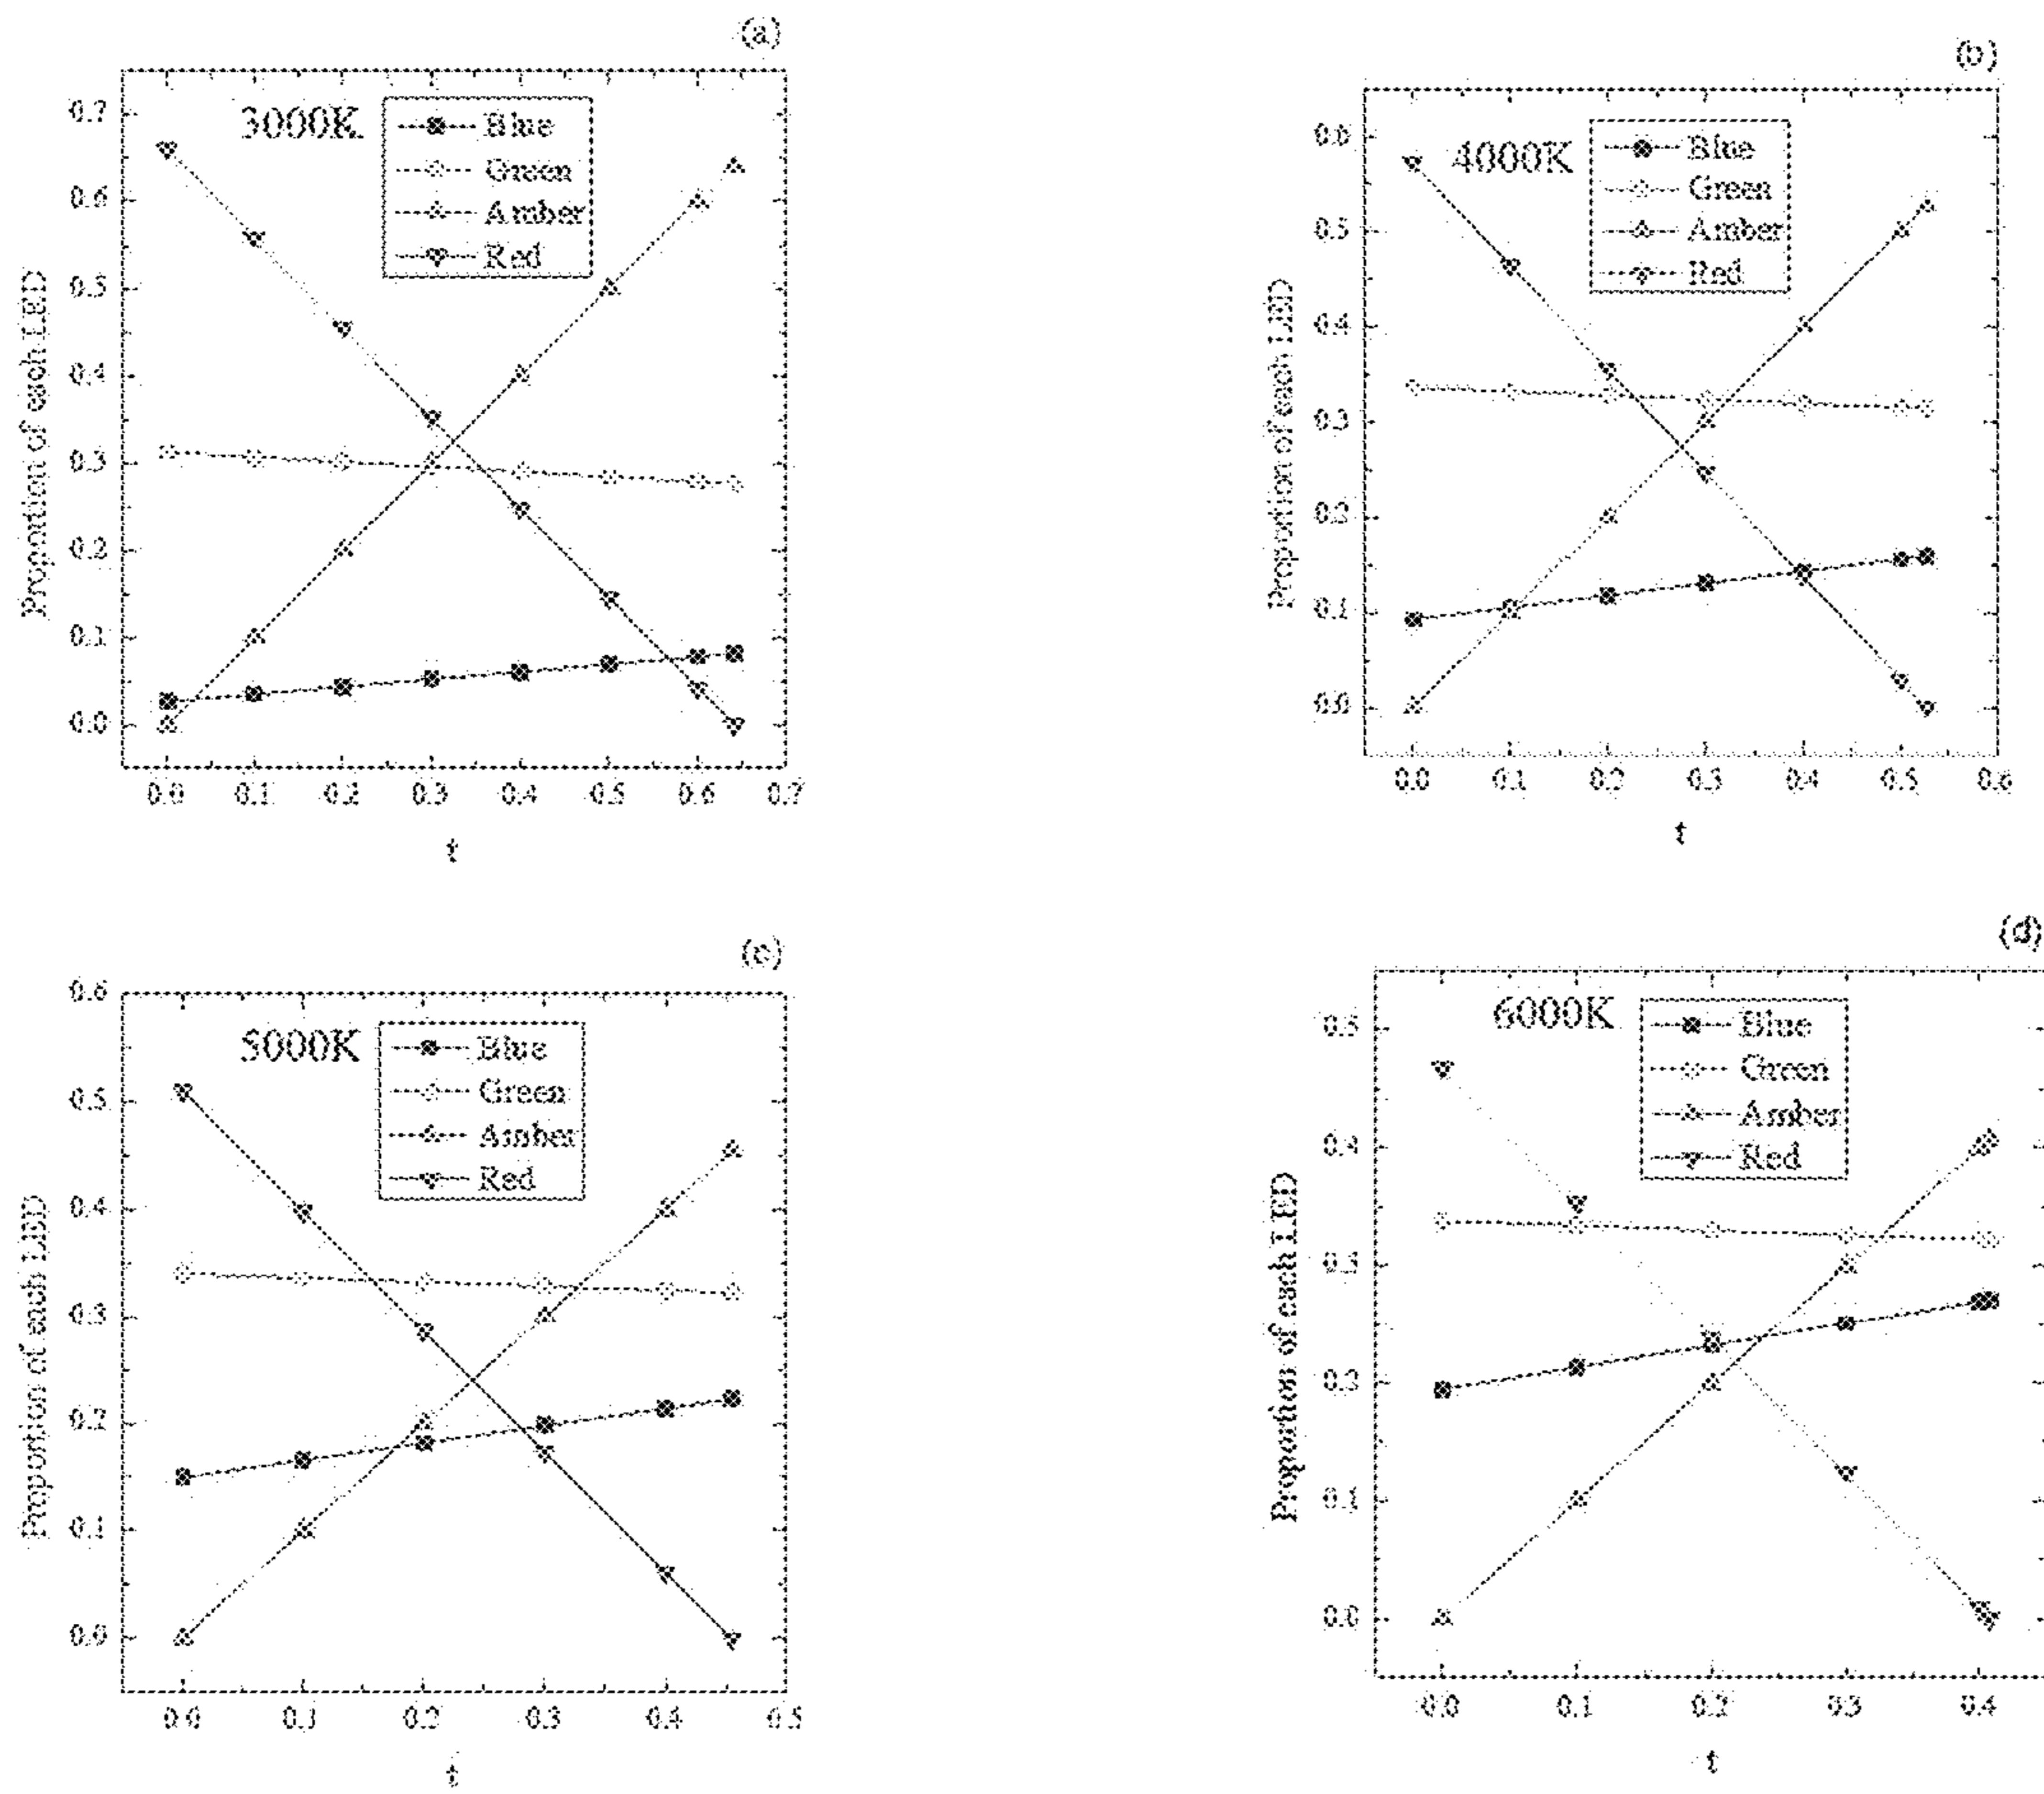 (a)
3000K
Blue
Green
Amber
Red
Proportion of each LED
0.7
0.6
0.5
0.4
0.3
0.2
0.1
0.0
0.0 0.1 0.2 0.3 0.4 0.5 0.6 0.7
t
(b)
4000K
Blue
Green
Amber
Red
Proportion of each LED
0.6
0.5
0.4
0.3
0.2
0.1
0.0
0.0 0.1 0.2 0.3 0.4 0.5 0.6
t
(c)
5000K
Blue
Green
Amber
Red
Proportion of each LED
0.6
0.5
0.4
0.3
0.2
0.1
0.0
0.0 0.1 0.2 0.3 0.4 0.5
t
(d)
6000K
Blue
Green
Amber
Red
Proportion of each LED
0.5
0.4
0.3
0.2
0.1
0.0
0.0 0.1 0.2 0.3 0.4
t